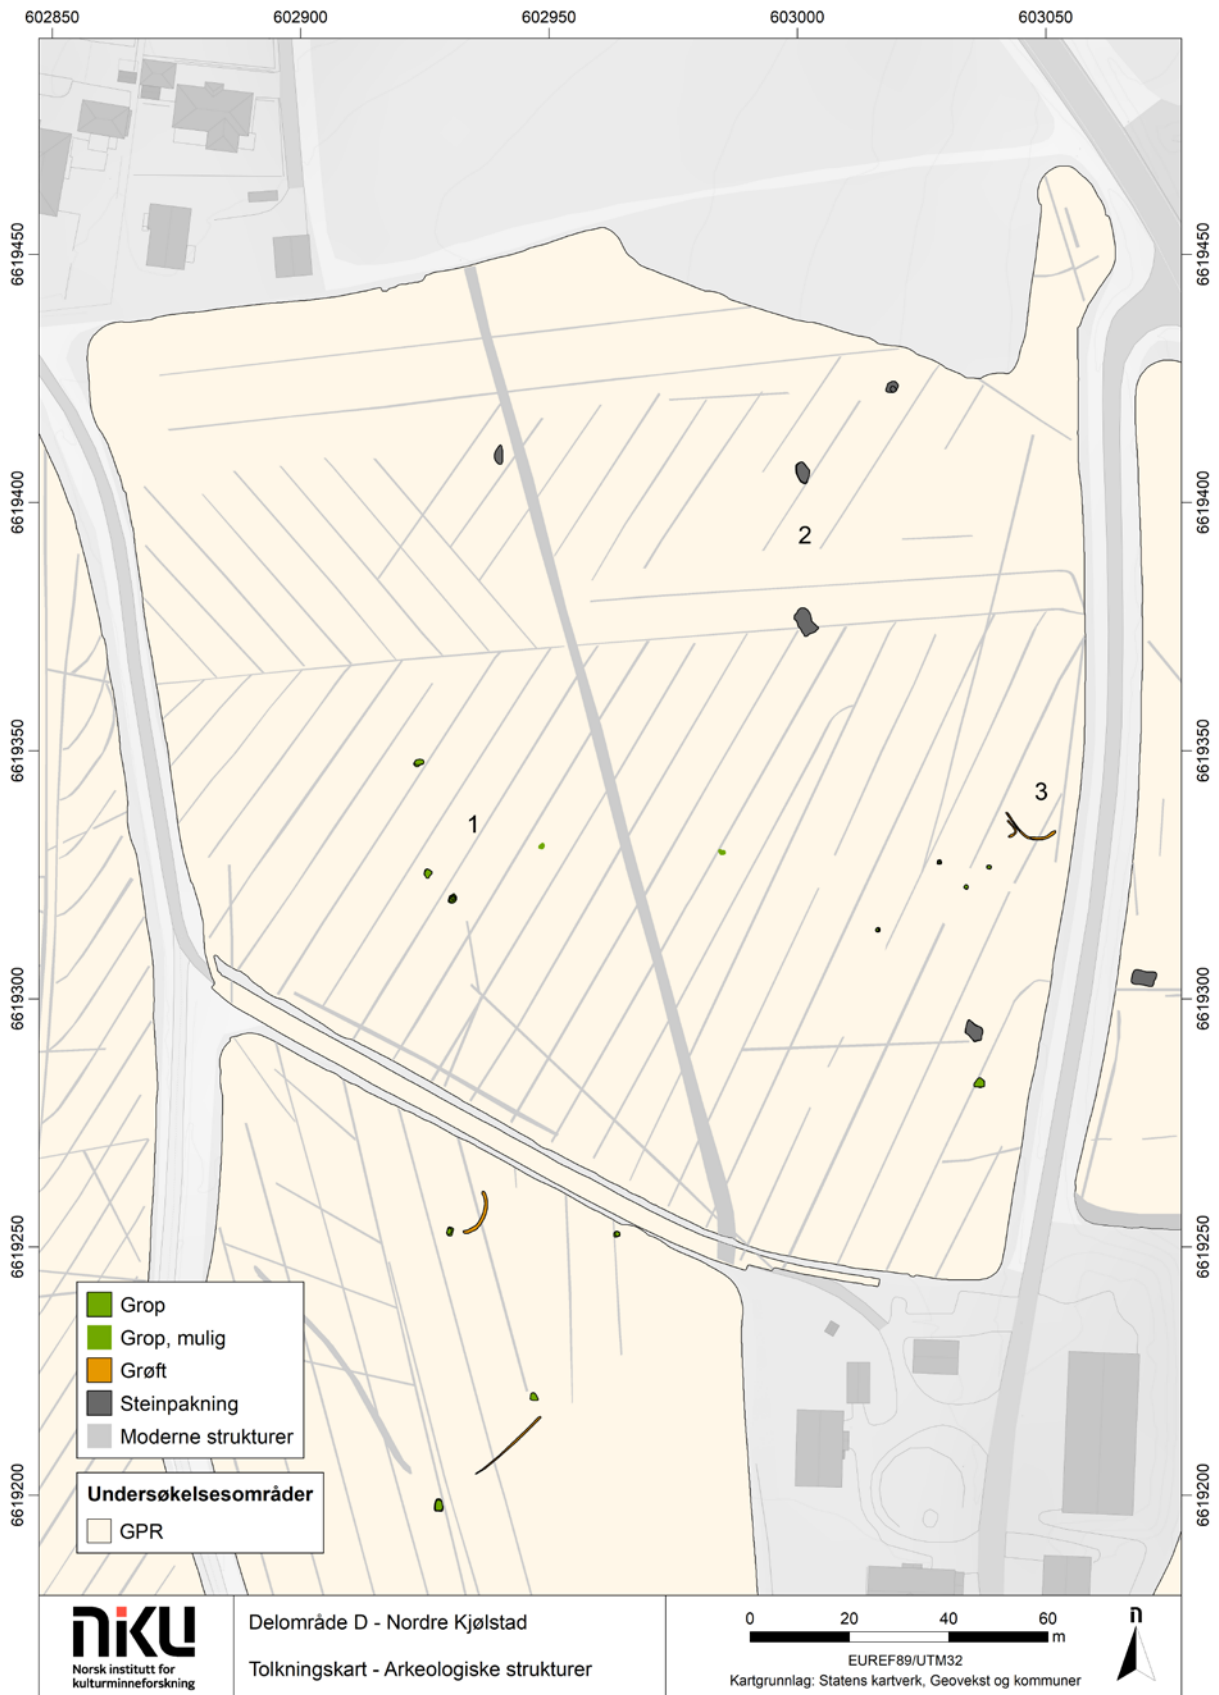 602850 602900 602950 603000 603050
6619450 6619450
6619400 6619400
2
6619350 6619350
3
1
6619300 6619300
6619250 6619250
Grop
Grop, mulig
Grøft
Steinpakning
Moderne strukturer
Undersøkelsesområder
GPR
6619200 6619200
NIKU
Norsk institutt for
kulturminneforskning
Delområde D - Nordre Kjølstad
Tolkningskart - Arkeologiske strukturer
0 20 40 60
m
EUREF89/UTM32
Kartgrunnlag: Statens kartverk, Geovekst og kommuner
n